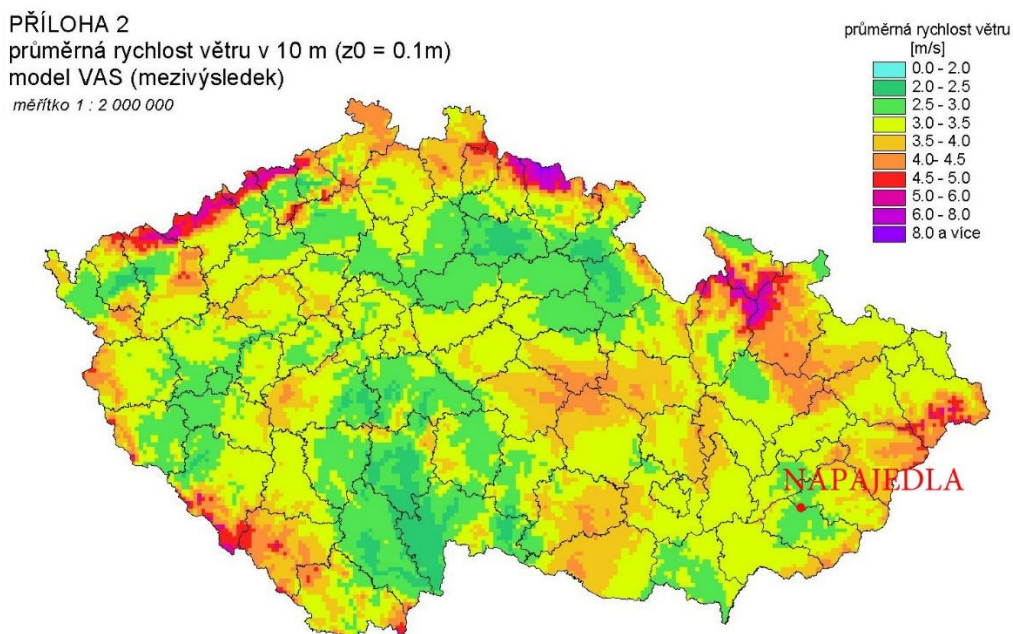 PŘÍLOHA 2
průměrná rychlost větru v 10 m (z0 = 0.1m)
model VAS (mezivýsledek)
měřítko 1 : 2 000 000
průměrná rychlost větru
[m/s]
0.0 - 2.0
2.0 - 2.5
2.5 - 3.0
3.0 - 3.5
3.5 - 4.0
4.0- 4.5
4.5 - 5.0
5.0 - 6.0
6.0 - 8.0
8.0 a více
NAPAJEDLA